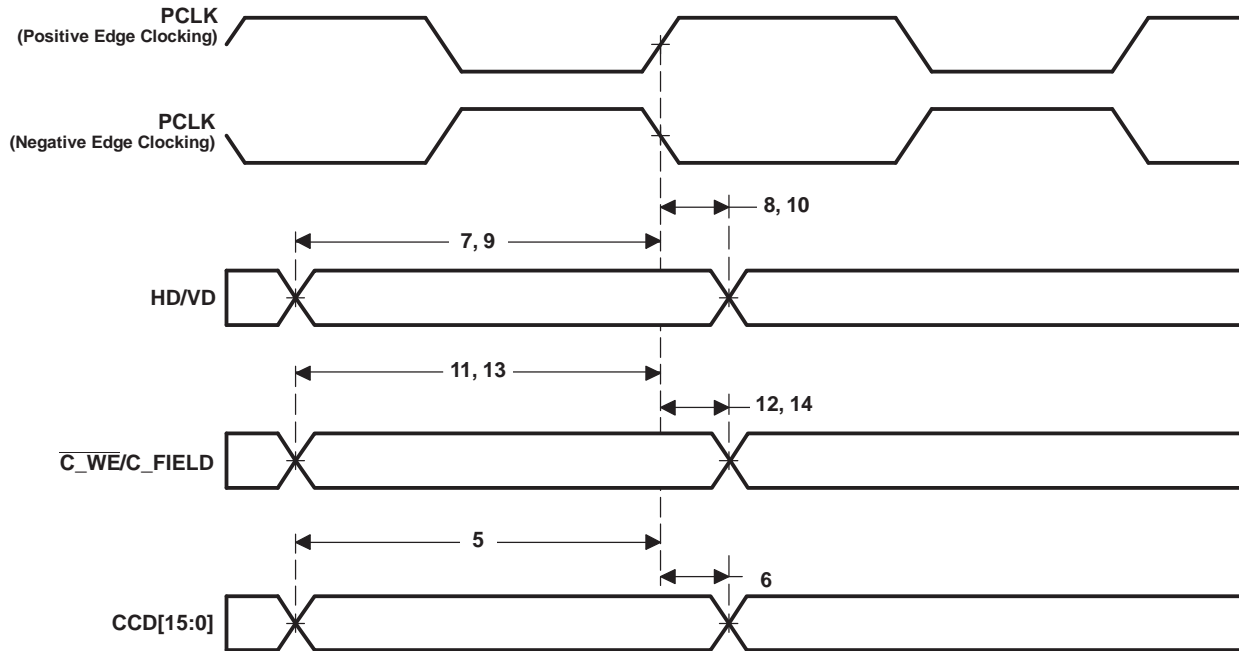 PCLK
(Positive Edge Clocking)
PCLK
(Negative Edge Clocking)
8, 10
7, 9
HD/VD
11, 13
12, 14
C_WE/C_FIELD
5
6
CCD[15:0]